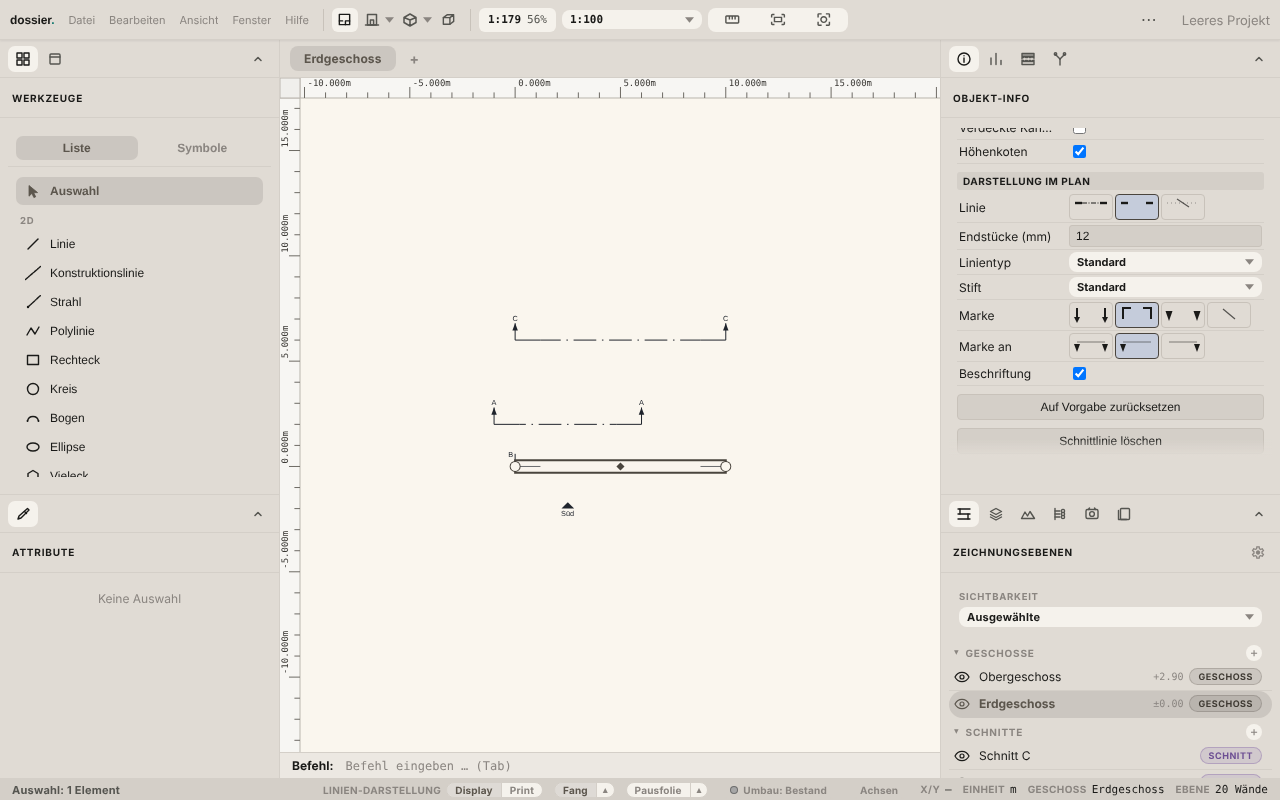 dossier. Datei Bearbeiten Ansicht Fenster Hilfe 1:179 56% 1:100 ··· Leeres Projekt
WERKZEUGE
Liste Symbole
Auswahl
2D
Linie
Konstruktionslinie
Strahl
Polylinie
Rechteck
Kreis
Bogen
Ellipse
Vieleck
ATTRIBUTE
Keine Auswahl
Erdgeschoss +
-10.000m -5.000m 0.000m 5.000m 10.000m 15.000m
15.000m
10.000m
5.000m
0.000m
-5.000m
-10.000m
C C
A A
B
Süd
Befehl: Befehl eingeben … (Tab)
OBJEKT-INFO
Verdeckte Kan...
Höhenkoten
DARSTELLUNG IM PLAN
Linie
Endstücke (mm) 12
Linientyp Standard
Stift Standard
Marke
Marke an
Beschriftung
Auf Vorgabe zurücksetzen
Schnittlinie löschen
ZEICHNUNGSEBENEN
SICHTBARKEIT
Ausgewählte
GESCHOSSE +
Obergeschoss +2.90 GESCHOSS
Erdgeschoss ±0.00 GESCHOSS
SCHNITTE +
Schnitt C SCHNITT
Auswahl: 1 Element LINIEN-DARSTELLUNG Display Print Fang Pausfolie Umbau: Bestand Achsen X/Y — EINHEIT m GESCHOSS Erdgeschoss EBENE 20 Wände